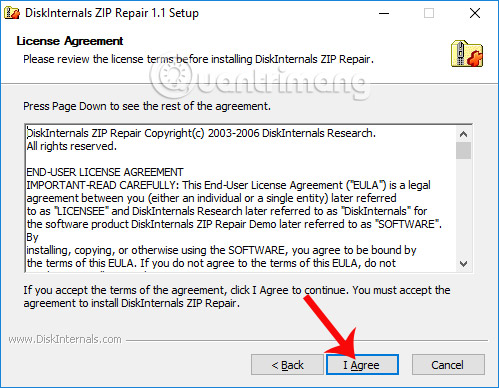 DiskInternals ZIP Repair 1.1 Setup
License Agreement
Please review the license terms before installing DiskInternals ZIP Repair.
Quantrimang
Press Page Down to see the rest of the agreement.
DiskInternals ZIP Repair Copyright(c) 2003-2006 DiskInternals Research.
All rights reserved.
END-USER LICENSE AGREEMENT
IMPORTANT-READ CAREFULLY: This End-User License Agreement ("EULA") is a legal
agreement between you (either an individual or a single entity) later referred
to as "LICENSEE" and DiskInternals Research later referred to as "DiskInternals" for
the software product DiskInternals ZIP Repair Demo later referred to as "SOFTWARE".
By
installing, copying, or otherwise using the SOFTWARE, you agree to be bound by
the terms of this EULA. If you do not agree to the terms of this EULA, do not
If you accept the terms of the agreement, click I Agree to continue. You must accept the
agreement to install DiskInternals ZIP Repair.
www.DiskInternals.com
< Back
I Agree
Cancel